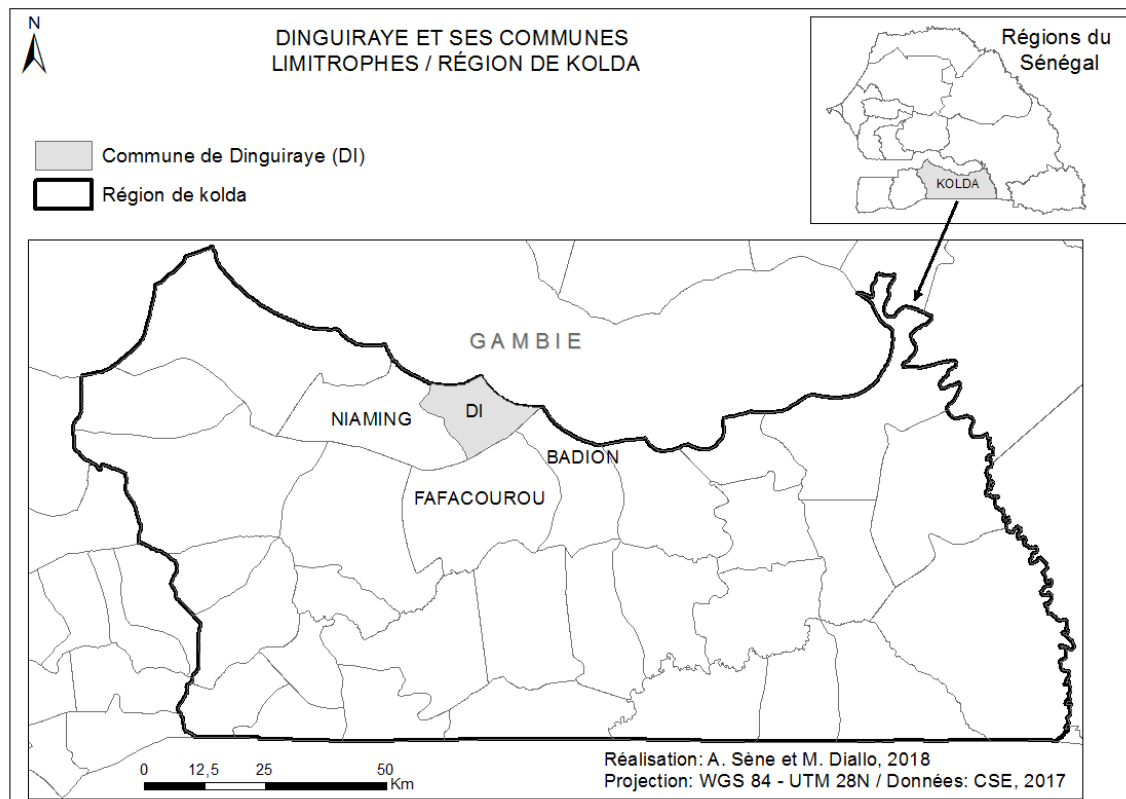 N
DINGUIRAYE ET SES COMMUNES
LIMITROPHES / RÉGION DE KOLDA
Régions du
Sénégal
KOLDA
Commune de Dinguiraye (DI)
Région de kolda
GAMBIE
DI
NIAMING
BADION
FAFACOUROU
Réalisation: A. Sène et M. Diallo, 2018
Projection: WGS 84 - UTM 28N / Données: CSE, 2017
0 12,5 25 50
Km